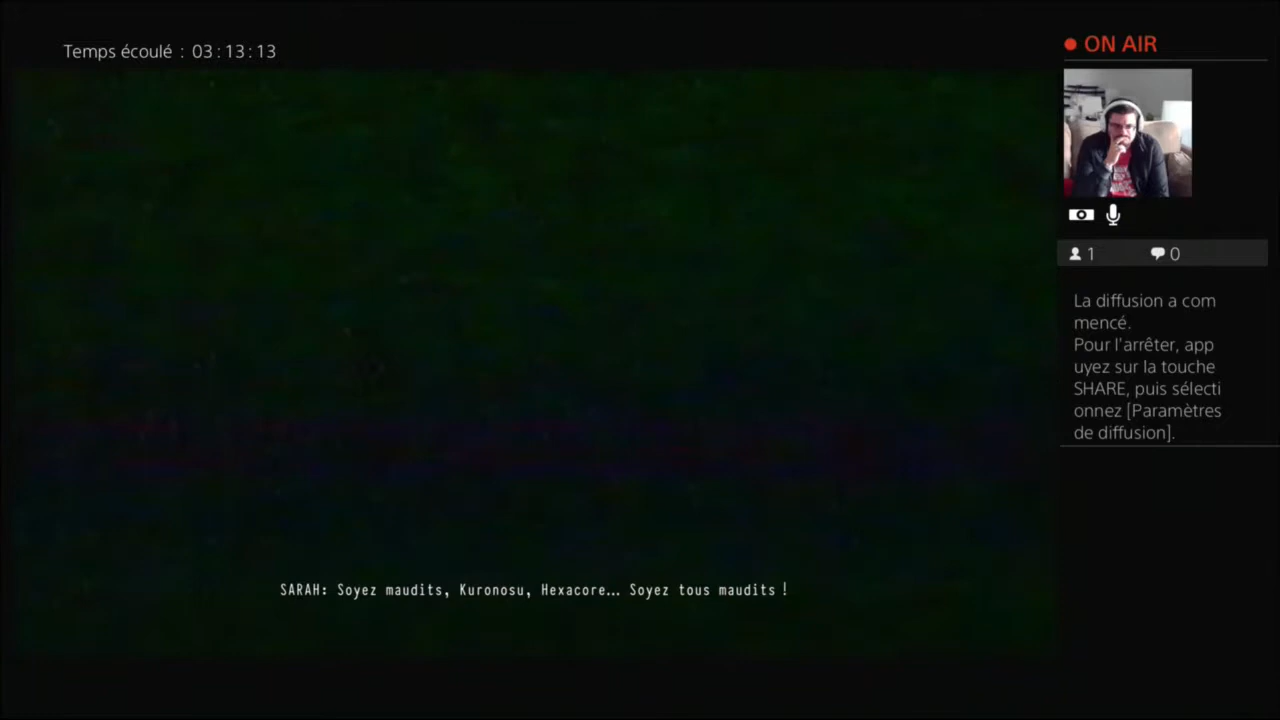 Temps écoulé : 03:13:13
ON AIR
1 0
La diffusion a com
mencé.
Pour l'arrêter, app
uyez sur la touche
SHARE, puis sélecti
onnez [Paramètres
de diffusion].
SARAH: Soyez maudits, Kuronosu, Hexacore... Soyez tous maudits !